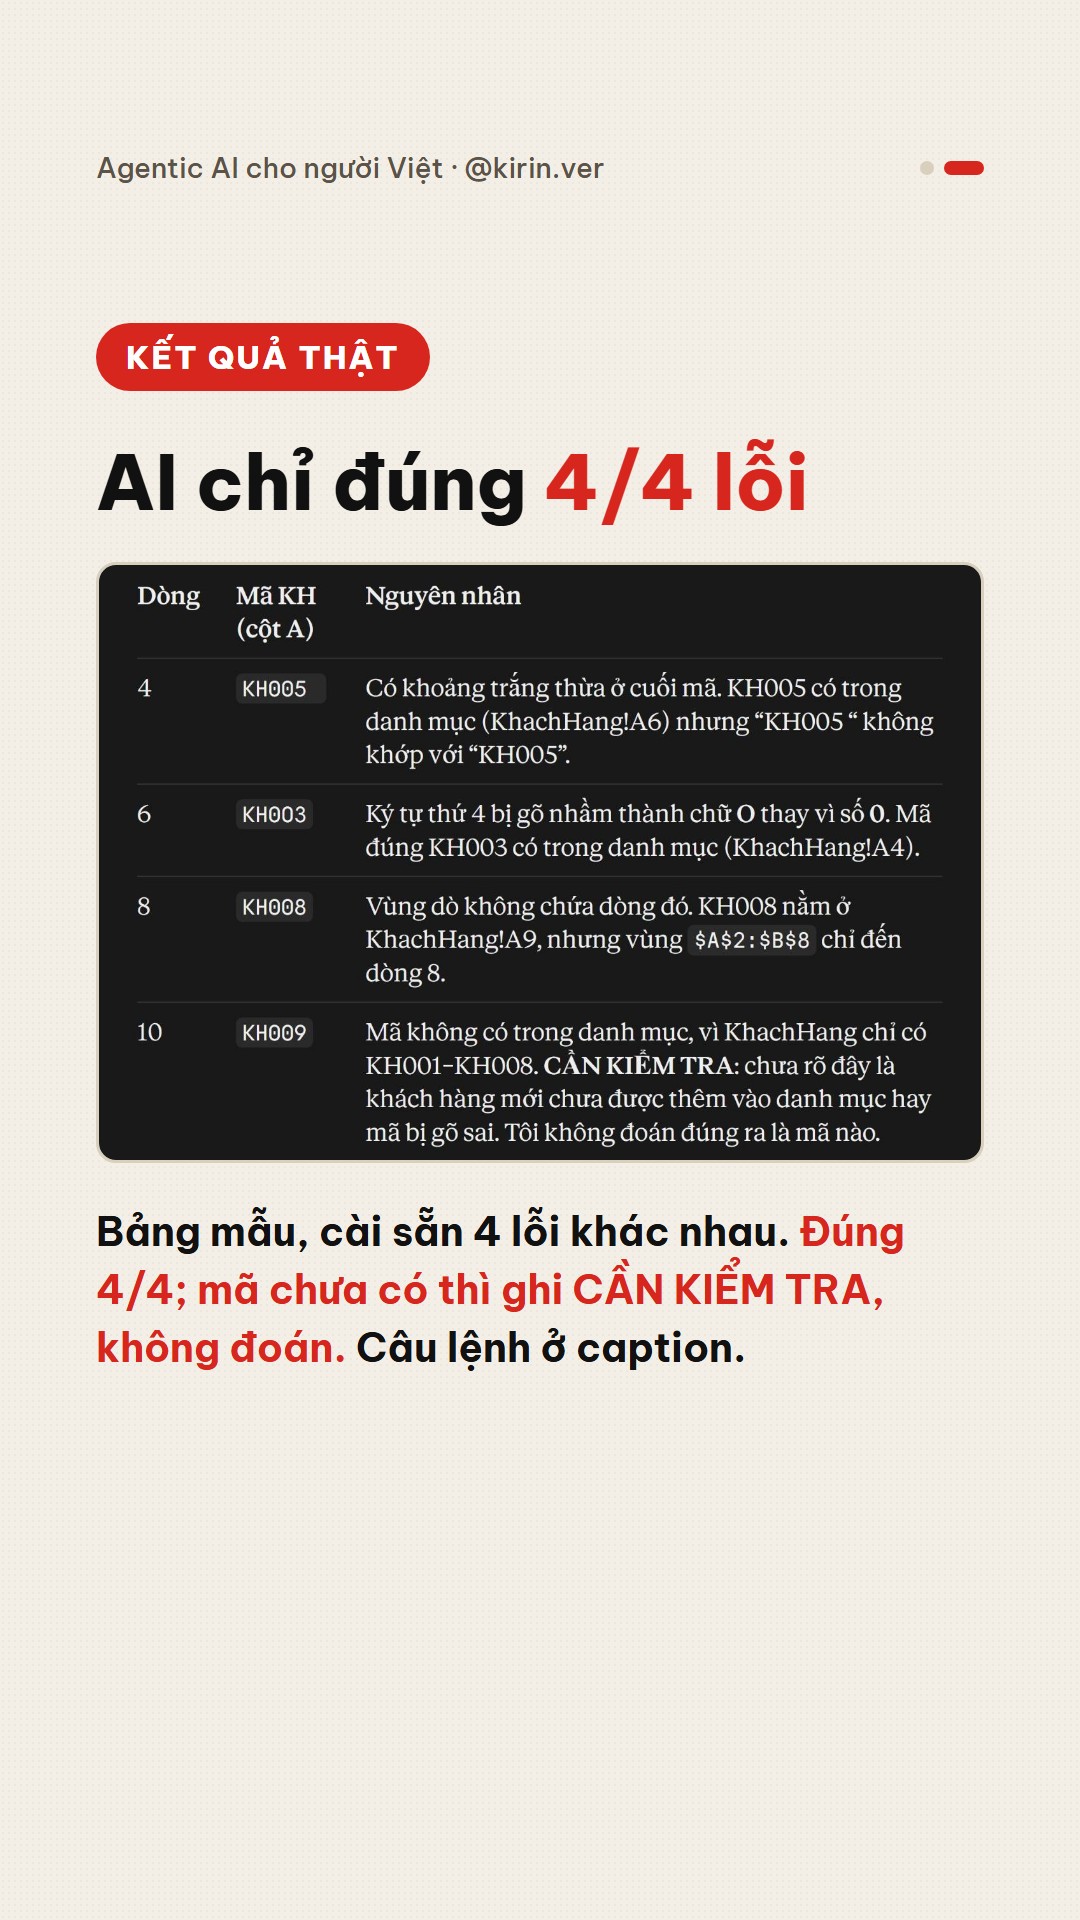 Agentic AI cho người Việt · @kirin.ver
KẾT QUẢ THẬT
AI chỉ đúng 4/4 lỗi
Dòng Mã KH (cột A) Nguyên nhân
4 KH005 Có khoảng trắng thừa ở cuối mã. KH005 có trong
danh mục (KhachHang!A6) nhưng “KH005 “ không
khớp với “KH005”.
6 KH0O3 Ký tự thứ 4 bị gõ nhầm thành chữ O thay vì số 0. Mã
đúng KH003 có trong danh mục (KhachHang!A4).
8 KH008 Vùng dò không chứa dòng đó. KH008 nằm ở
KhachHang!A9, nhưng vùng $A$2:$B$8 chỉ đến
dòng 8.
10 KH009 Mã không có trong danh mục, vì KhachHang chỉ có
KH001-KH008. CẦN KIỂM TRA: chưa rõ đây là
khách hàng mới chưa được thêm vào danh mục hay
mã bị gõ sai. Tôi không đoán đúng ra là mã nào.
Bảng mẫu, cài sẵn 4 lỗi khác nhau. Đúng
4/4; mã chưa có thì ghi CẦN KIỂM TRA,
không đoán. Câu lệnh ở caption.